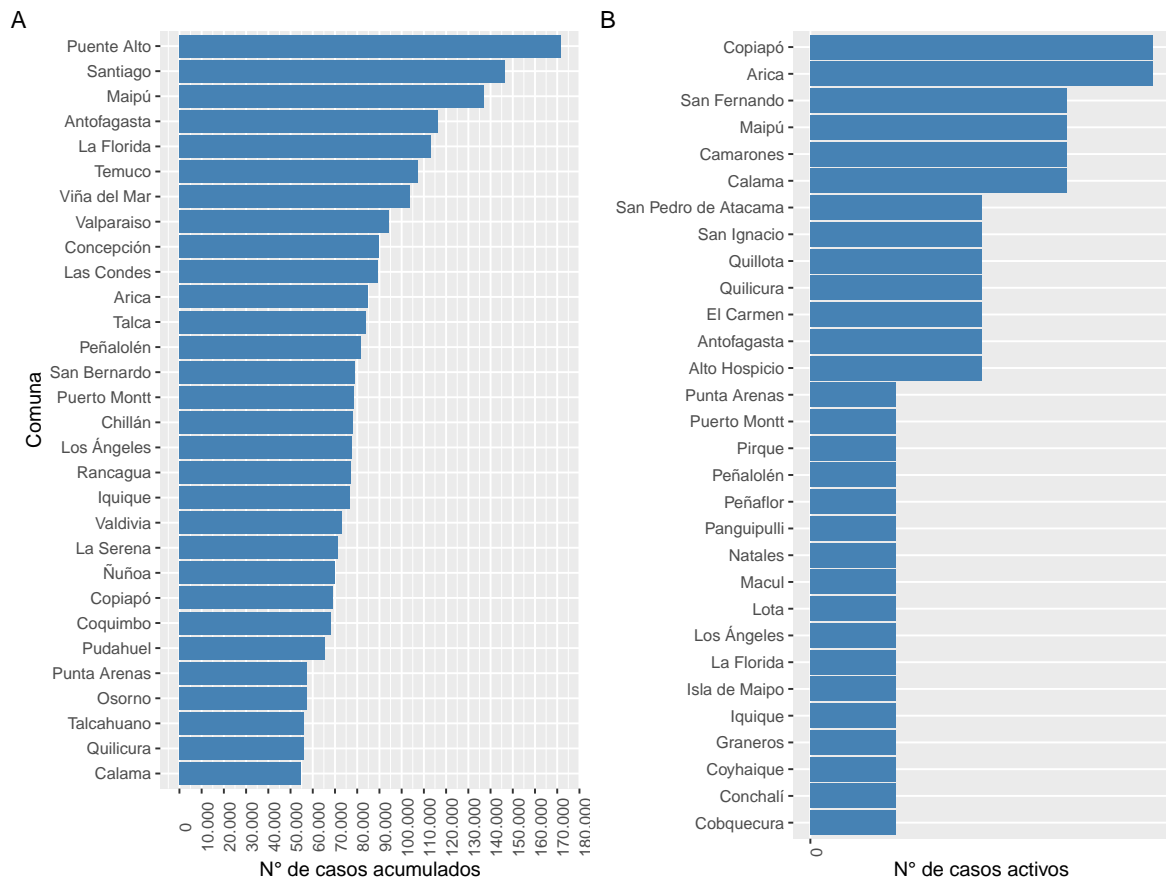 A
Comuna
Puente Alto
Santiago
Maipú
Antofagasta
La Florida
Temuco
Viña del Mar
Valparaiso
Concepción
Las Condes
Arica
Talca
Peñalolén
San Bernardo
Puerto Montt
Chillán
Los Ángeles
Rancagua
Iquique
Valdivia
La Serena
Ñuñoa
Copiapó
Coquimbo
Pudahuel
Punta Arenas
Osorno
Talcahuano
Quilicura
Calama
0
10.000
20.000
30.000
40.000
50.000
60.000
70.000
80.000
90.000
100.000
110.000
120.000
130.000
140.000
150.000
160.000
170.000
180.000
N° de casos acumulados
B
Copiapó
Arica
San Fernando
Maipú
Camarones
Calama
San Pedro de Atacama
San Ignacio
Quillota
Quilicura
El Carmen
Antofagasta
Alto Hospicio
Punta Arenas
Puerto Montt
Pirque
Peñalolén
Peñaflor
Panguipulli
Natales
Macul
Lota
Los Ángeles
La Florida
Isla de Maipo
Iquique
Graneros
Coyhaique
Conchalí
Cobquecura
0
N° de casos activos